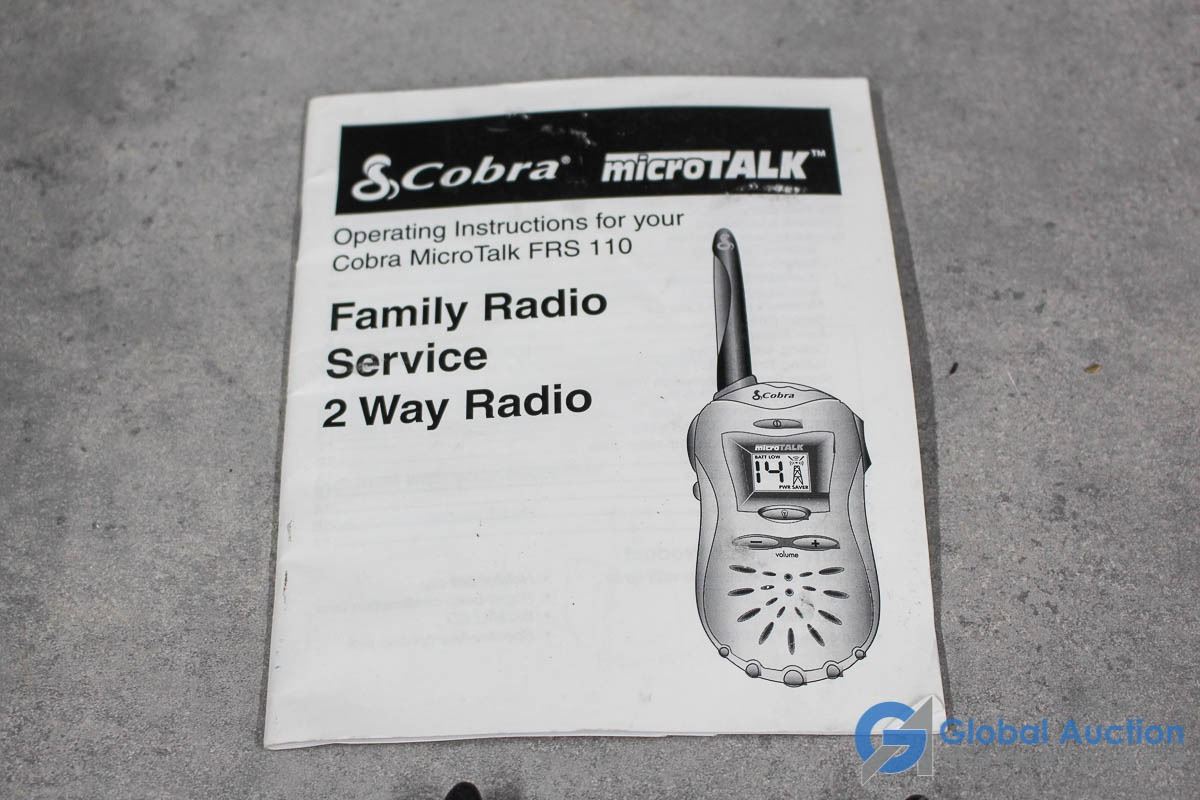 Cobra® microTALK™
Operating Instructions for your
Cobra MicroTalk FRS 110
Family Radio
Service
2 Way Radio
Cobra
microTALK
BATT LOW
14
PWR SAVER
- +
volume
Global Auction